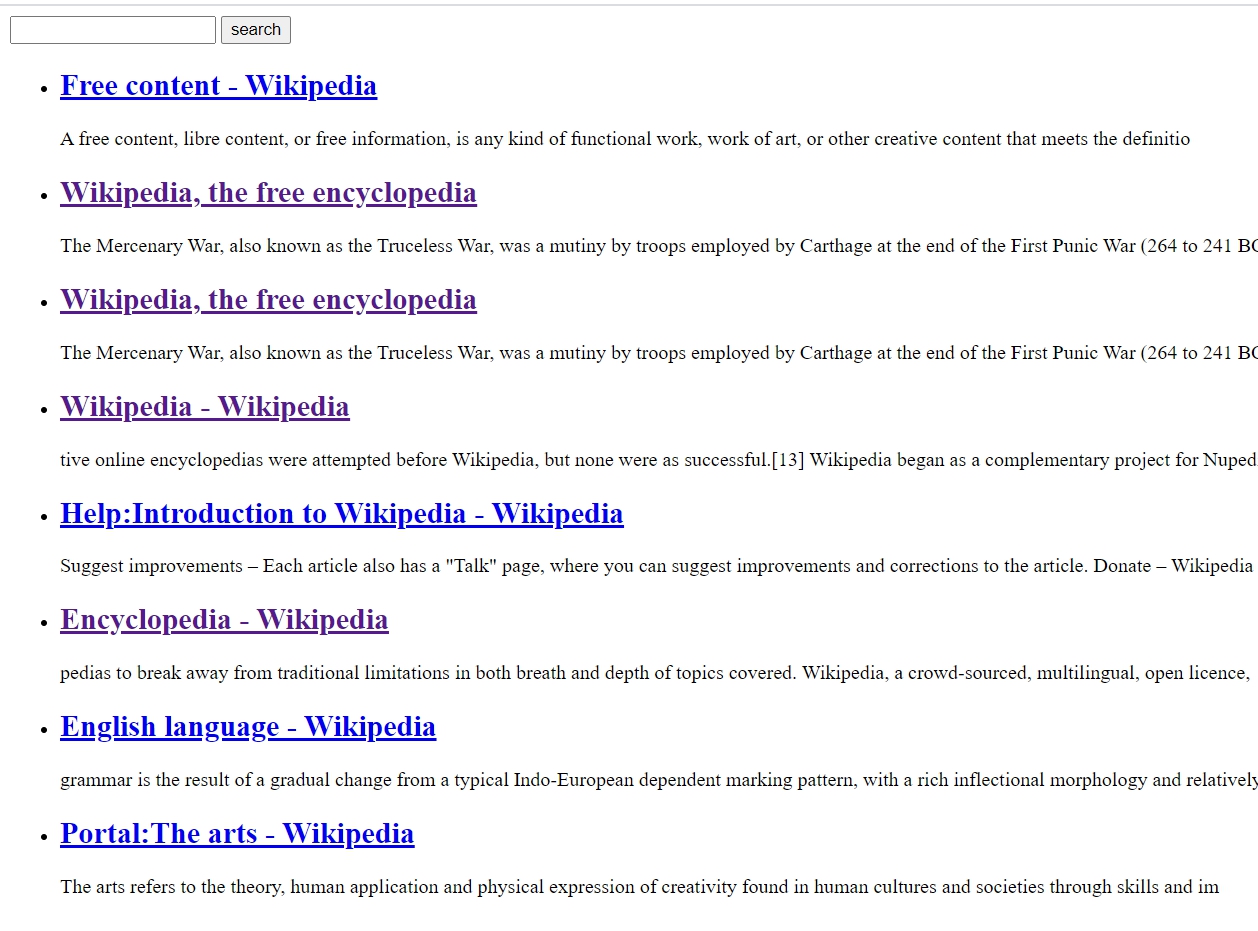 search
Free content - Wikipedia
A free content, libre content, or free information, is any kind of functional work, work of art, or other creative content that meets the definitio
Wikipedia, the free encyclopedia
The Mercenary War, also known as the Truceless War, was a mutiny by troops employed by Carthage at the end of the First Punic War (264 to 241 BC
Wikipedia, the free encyclopedia
The Mercenary War, also known as the Truceless War, was a mutiny by troops employed by Carthage at the end of the First Punic War (264 to 241 BC
Wikipedia - Wikipedia
tive online encyclopedias were attempted before Wikipedia, but none were as successful.[13] Wikipedia began as a complementary project for Nuped
Help:Introduction to Wikipedia - Wikipedia
Suggest improvements – Each article also has a "Talk" page, where you can suggest improvements and corrections to the article. Donate – Wikipedia
Encyclopedia - Wikipedia
pedias to break away from traditional limitations in both breath and depth of topics covered. Wikipedia, a crowd-sourced, multilingual, open licence,
English language - Wikipedia
grammar is the result of a gradual change from a typical Indo-European dependent marking pattern, with a rich inflectional morphology and relatively
Portal:The arts - Wikipedia
The arts refers to the theory, human application and physical expression of creativity found in human cultures and societies through skills and im